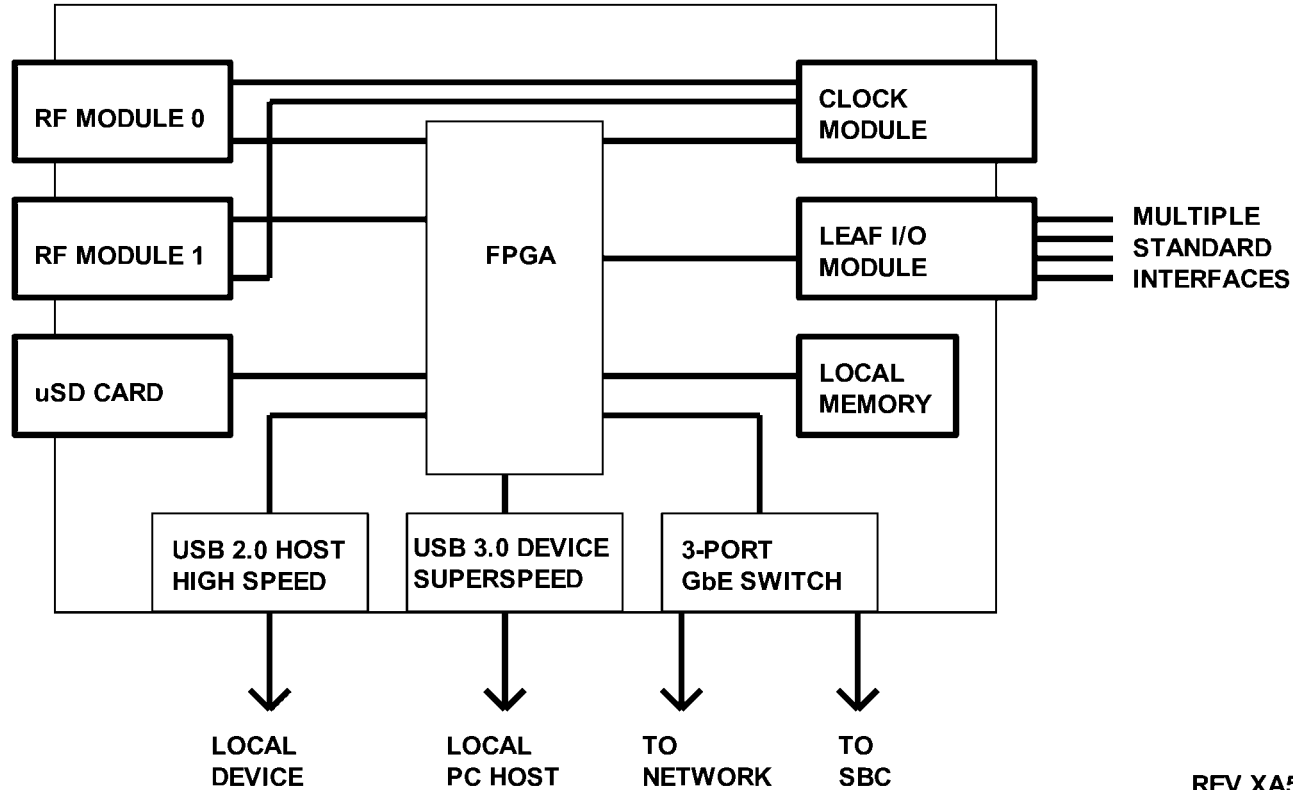 RF MODULE 0
CLOCK
MODULE
RF MODULE 1
FPGA
LEAF I/O
MODULE
MULTIPLE
STANDARD
INTERFACES
uSD CARD
LOCAL
MEMORY
USB 2.0 HOST
HIGH SPEED
USB 3.0 DEVICE
SUPERSPEED
3-PORT
GbE SWITCH
LOCAL
DEVICE
LOCAL
PC HOST
TO
NETWORK
TO
SBC
REV XA5